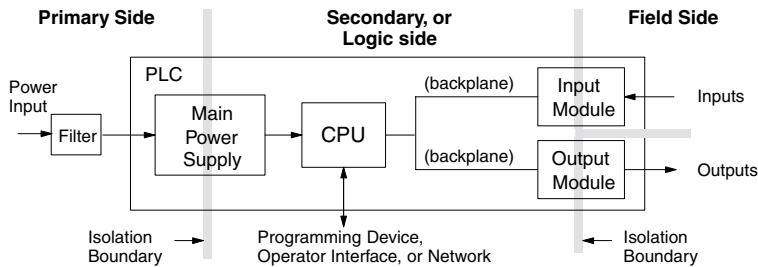 Primary Side
Secondary, or
Logic side
Field Side
PLC
Power
Input
Filter
Main
Power
Supply
CPU
(backplane)
Input
Module
Inputs
(backplane)
Output
Module
Outputs
Isolation
Boundary
Programming Device,
Operator Interface, or Network
Isolation
Boundary